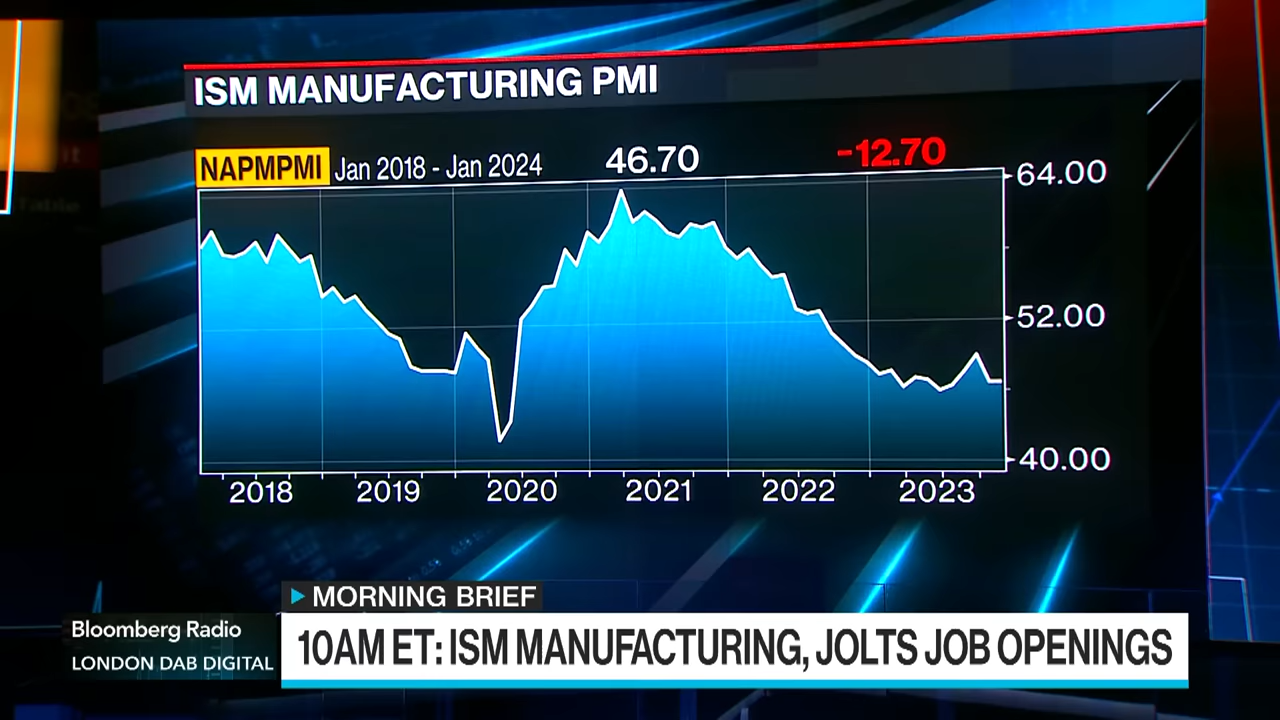 ISM MANUFACTURING PMI
NAPMPMI Jan 2018 - Jan 2024 46.70 -12.70
64.00
52.00
40.00
2018 2019 2020 2021 2022 2023
MORNING BRIEF
Bloomberg Radio
LONDON DAB DIGITAL
10AM ET: ISM MANUFACTURING, JOLTS JOB OPENINGS